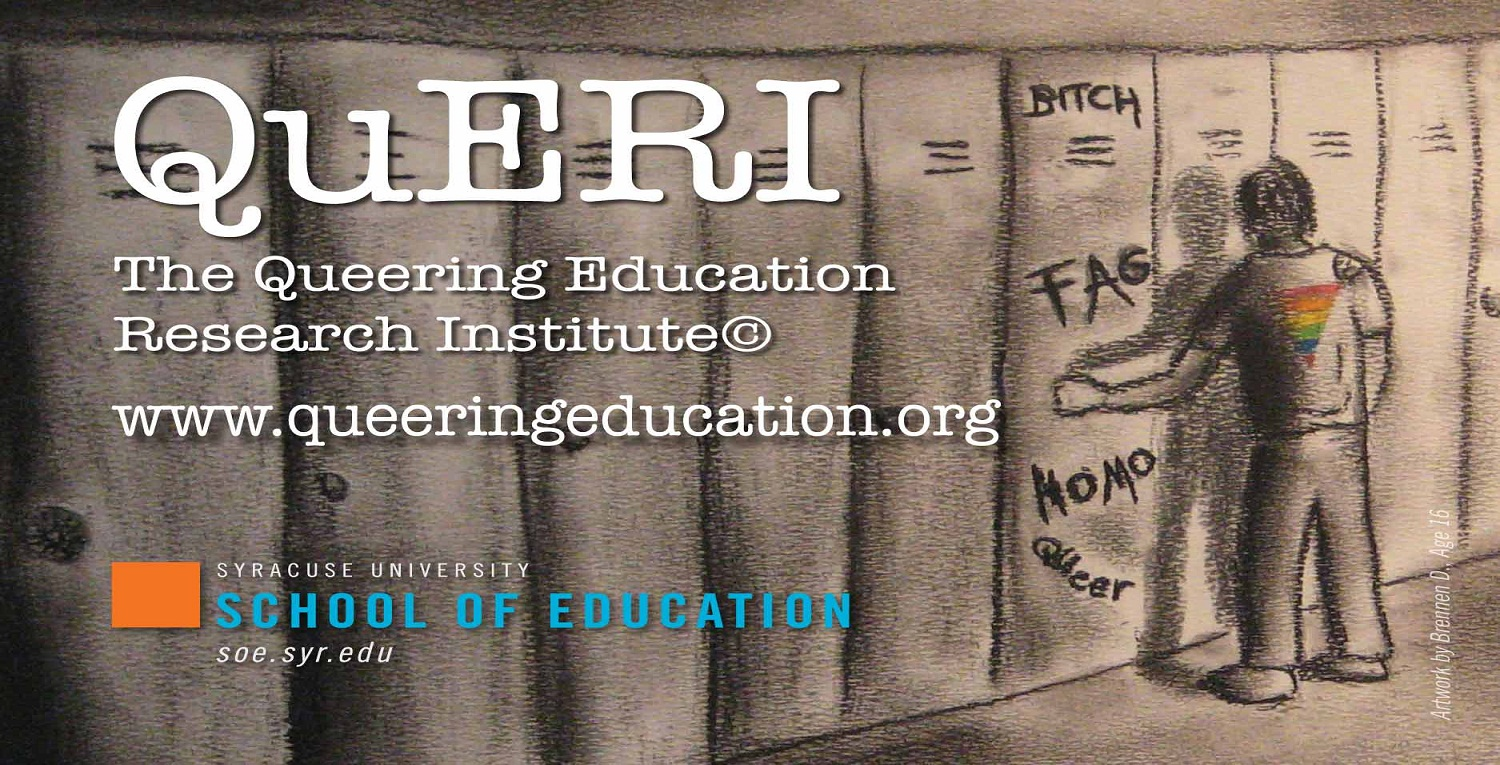 QuERI
The Queering Education
Research Institute©
www.queeringeducation.org
SYRACUSE UNIVERSITY
SCHOOL OF EDUCATION
soe.syr.edu
BITCH
FAG
HOMO
QUeer
Artwork by Brennen D., Age 16